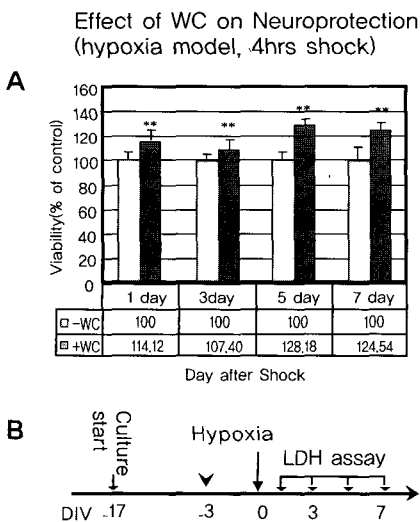 Effect of WC on Neuroprotection
(hypoxia model, 4hrs shock)
A
Viability(% of control)
160
140
120
100
80
60
40
20
0
** ** ** **
1 day 3day 5 day 7 day
-WC 100 100 100 100
+WC 114.12 107.40 128.18 124.54
Day after Shock
B
Culture
start
Hypoxia
LDH assay
DIV -17 -3 0 3 7